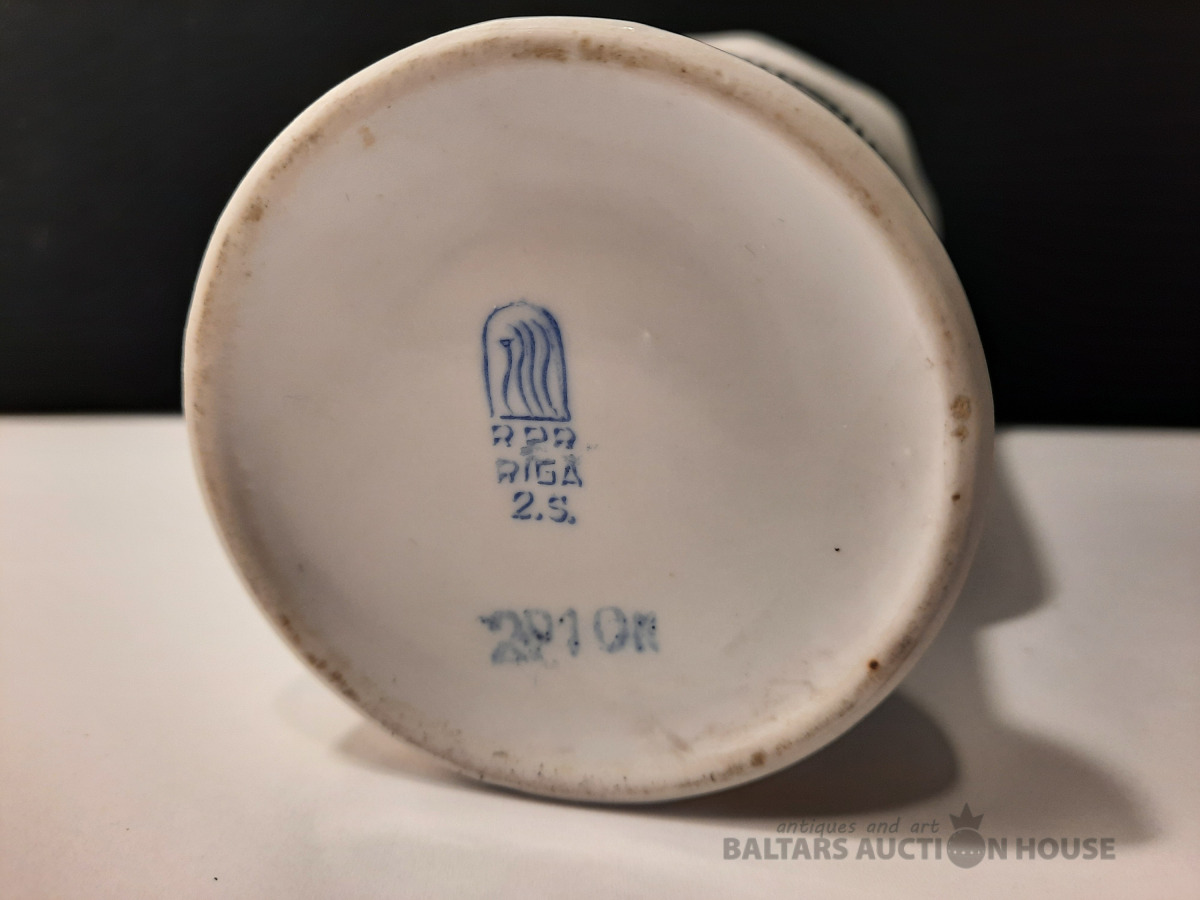 RPR
RĪGA
2.S.
antiques and art
BALTARS AUCTION HOUSE